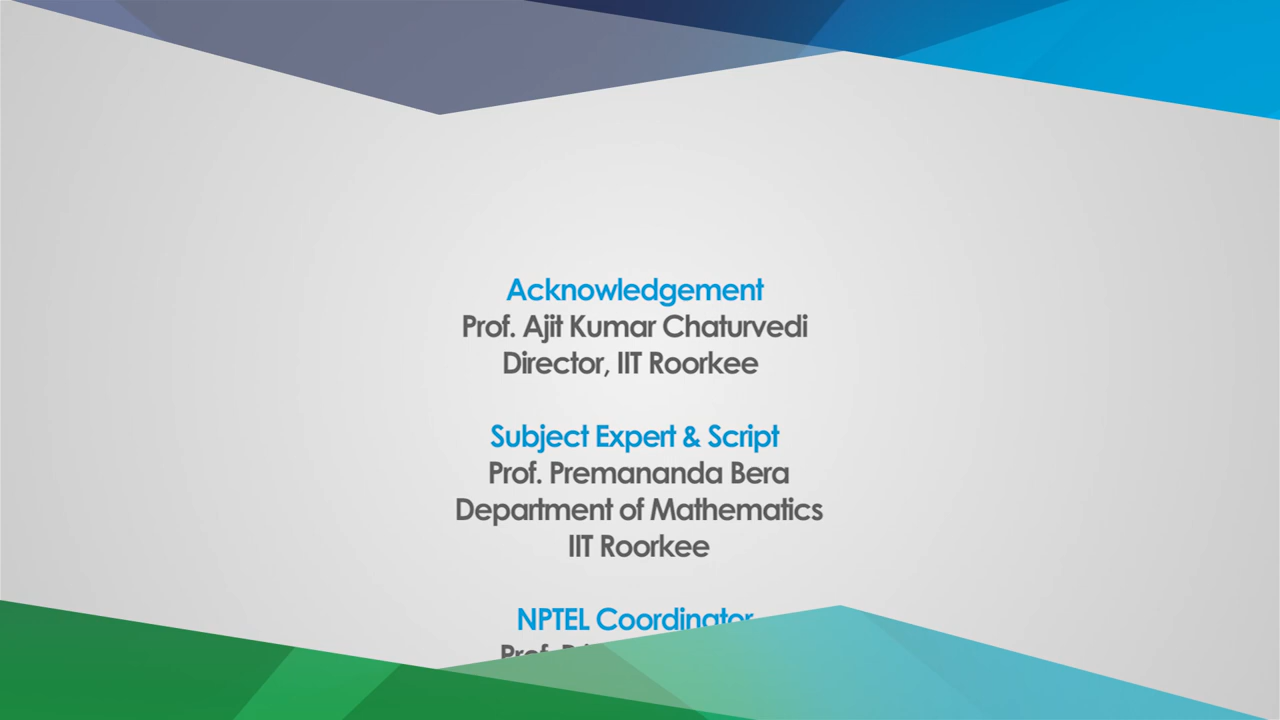 Acknowledgement
Prof. Ajit Kumar Chaturvedi
Director, IIT Roorkee
Subject Expert & Script
Prof. Premananda Bera
Department of Mathematics
IIT Roorkee
NPTEL Coordinator
Prof.